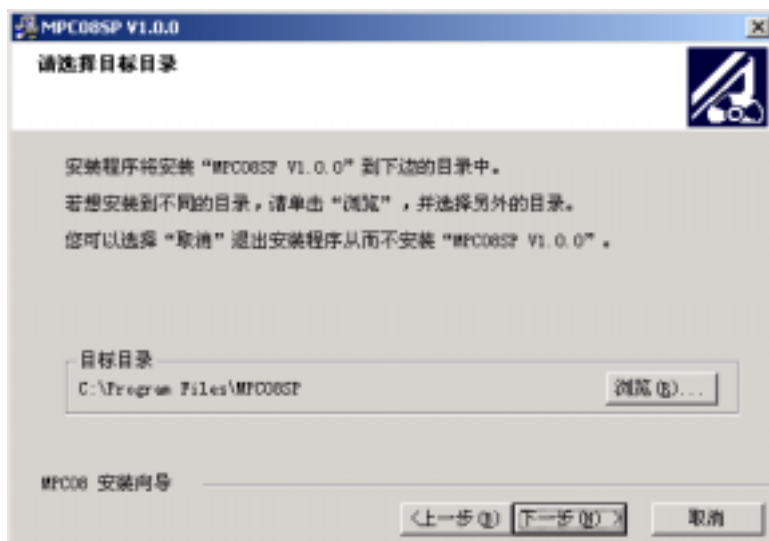 MPC08SP V1.0.0
请选择目标目录
安装程序将安装“MPC08SP V1.0.0”到下边的目录中。
若想安装到不同的目录，请单击“浏览”，并选择另外的目录。
您可以选择“取消”退出安装程序从而不安装“MPC08SP V1.0.0”。
目标目录
C:\Program Files\MPC08SP
浏览(R)...
MPC08 安装向导
<上一步(B)
下一步(N) >
取消